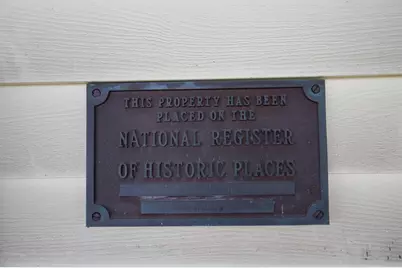 THIS PROPERTY HAS BEEN
PLACED ON THE
NATIONAL REGISTER
OF HISTORIC PLACES